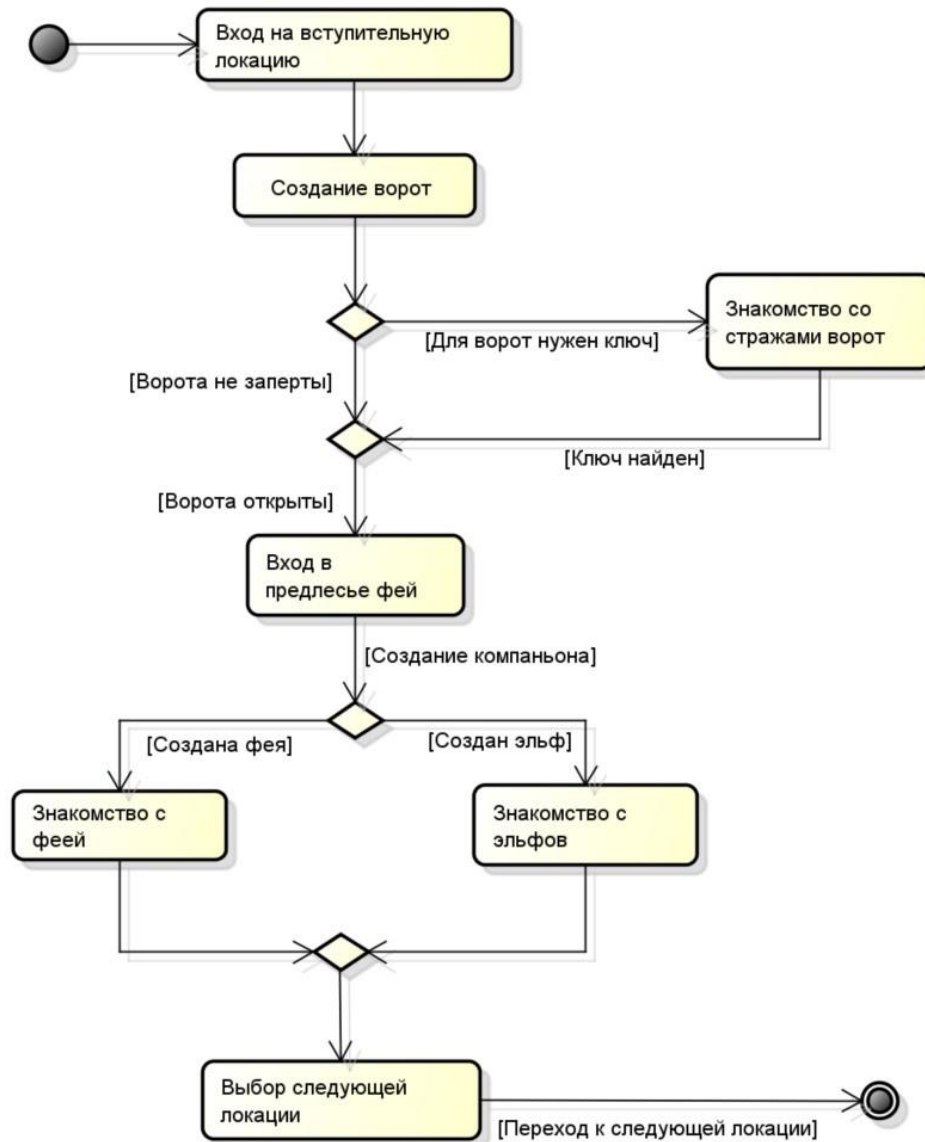 Вход на вступительную
локацию
Создание ворот
[Для ворот нужен ключ]
Знакомство со
стражами ворот
[Ворота не заперты]
[Ключ найден]
[Ворота открыты]
Вход в
предлесье фей
[Создание компаньона]
[Создана фея]
[Создан эльф]
Знакомство с
феей
Знакомство с
эльфов
Выбор следующей
локации
[Переход к следующей локации]